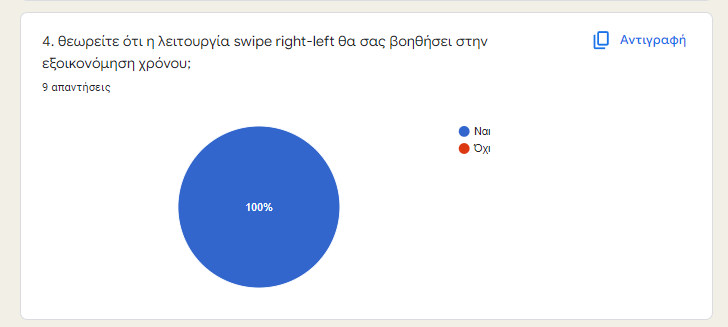 4. θεωρείτε ότι η λειτουργία swipe right-left θα σας βοηθήσει στην
εξοικονόμηση χρόνου;
Αντιγραφή
9 απαντήσεις
Ναι
Όχι
100%